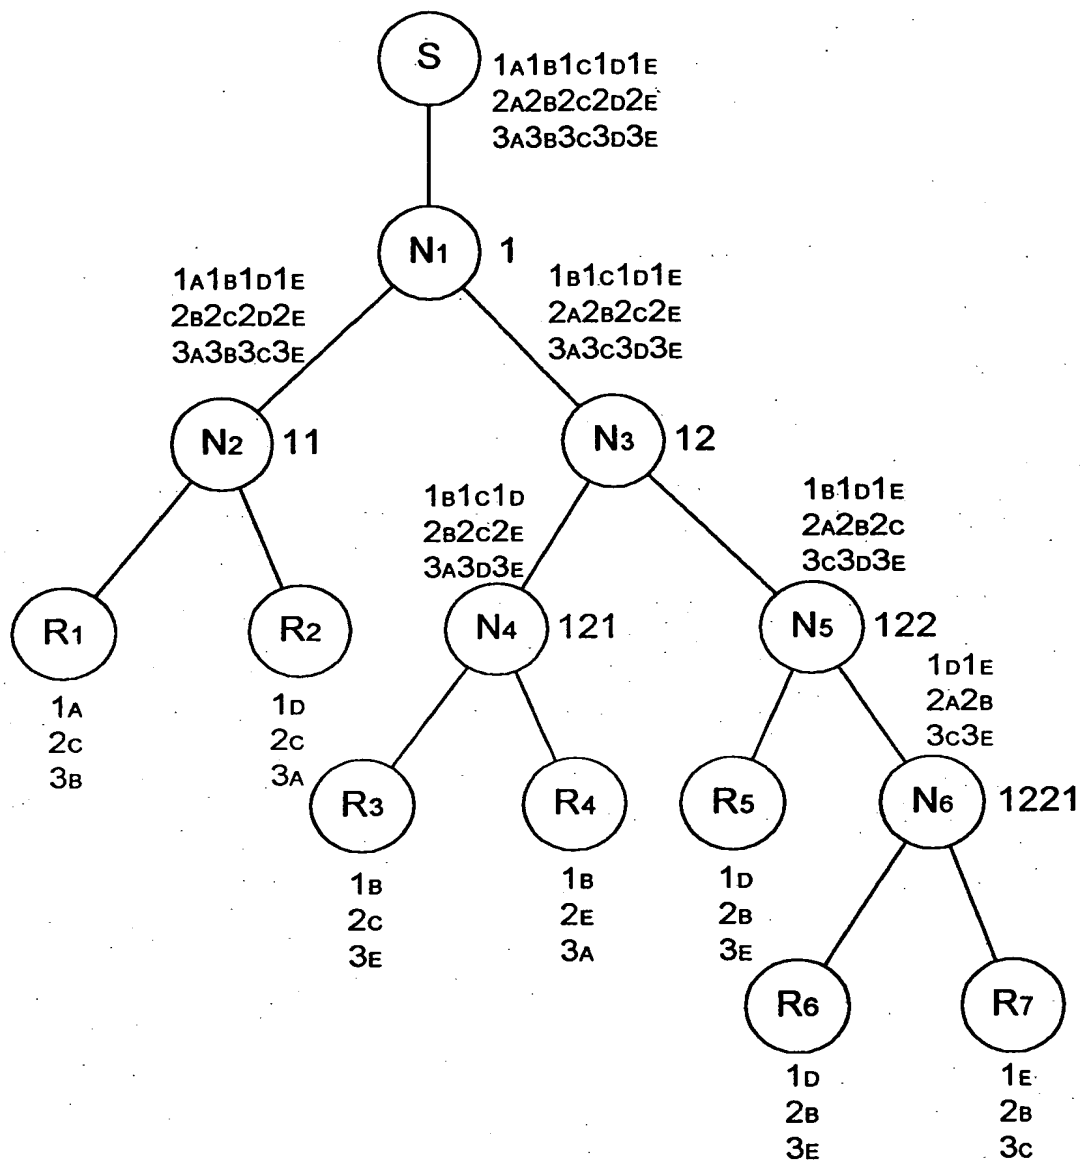 S
1A1B1C1D1E
2A2B2C2D2E
3A3B3C3D3E
N1 1
1A1B1D1E
2B2C2D2E
3A3B3C3E
1B1C1D1E
2A2B2C2E
3A3C3D3E
N2 11
N3 12
1B1C1D
2B2C2E
3A3D3E
1B1D1E
2A2B2C
3C3D3E
R1
R2
N4 121
N5 122
1A
2C
3B
1D
2C
3A
1D1E
2A2B
3C3E
R3
R4
R5
N6 1221
1B
2C
3E
1B
2E
3A
1D
2B
3E
R6
R7
1D
2B
3E
1E
2B
3C